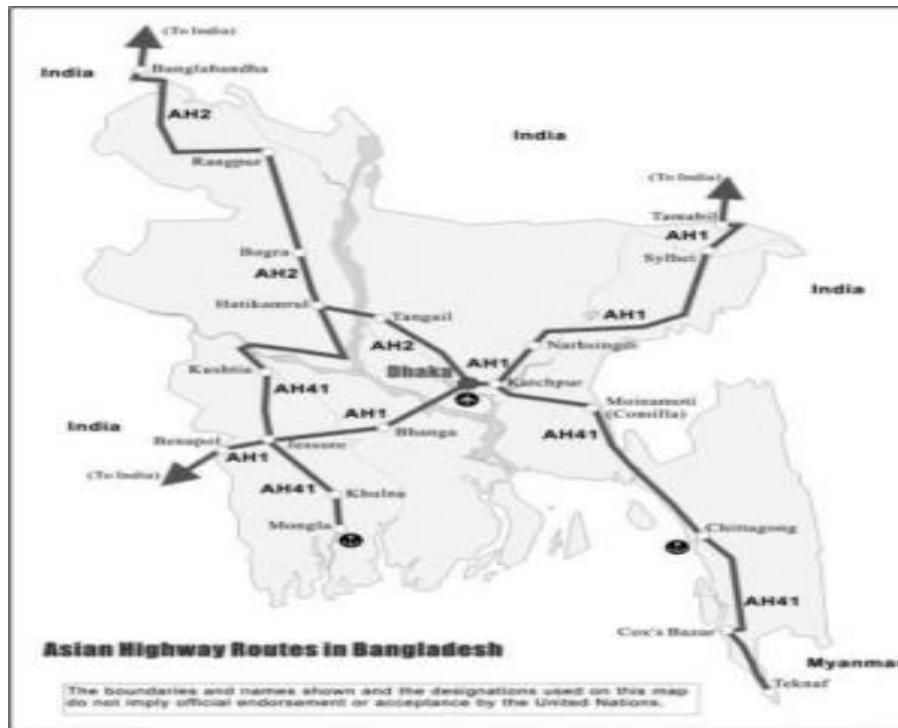 (To India)
India
Banglabandha
AH2
India
Rangpur
(To India)
Tamabil
AH1
Sylhet
Bogra
AH2
India
Hatikamrul
Tangail
AH1
AH2
Narhsingdi
AH1
Dhaka
Katchpur
Kushtia
AH41
Moinamoti
(Comilla)
AH1
India
Bhanga
AH41
Benapol
Jessore
AH1
(To India)
AH41
Khulna
Mongla
Chittagong
AH41
Cox's Bazar
Asian Highway Routes in Bangladesh
Myanmar
Teknaf
The boundaries and names shown and the designations used on this map
do not imply official endorsement or acceptance by the United Nations.